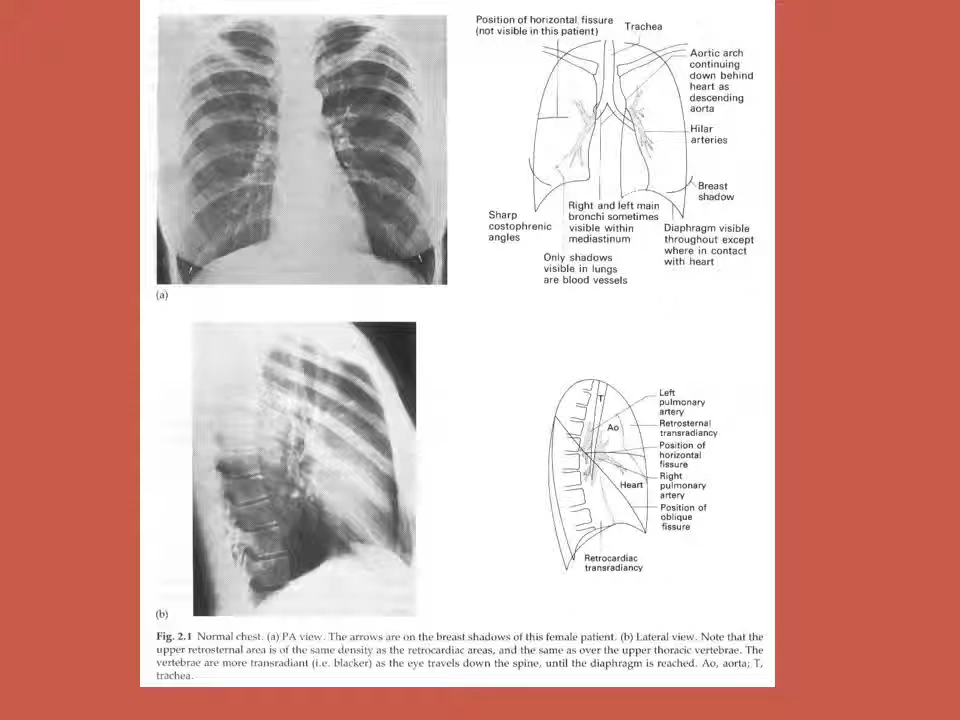 Position of horizontal fissure
(not visible in this patient)
Trachea
Aortic arch
continuing
down behind
heart as
descending
aorta
Hilar
arteries
Breast
shadow
Sharp
costophrenic
angles
Right and left main
bronchi sometimes
visible within
mediastinum
Diaphragm visible
throughout except
where in contact
with heart
Only shadows
visible in lungs
are blood vessels
(a)
T
Ao
Heart
Left
pulmonary
artery
Retrosternal
transradiancy
Position of
horizontal
fissure
Right
pulmonary
artery
Position of
oblique
fissure
Retrocardiac
transradiancy
(b)
Fig. 2.1 Normal chest. (a) PA view. The arrows are on the breast shadows of this female patient. (b) Lateral view. Note that the
upper retrosternal area is of the same density as the retrocardiac areas, and the same as over the upper thoracic vertebrae. The
vertebrae are more transradiant (i.e. blacker) as the eye travels down the spine, until the diaphragm is reached. Ao, aorta; T,
trachea.